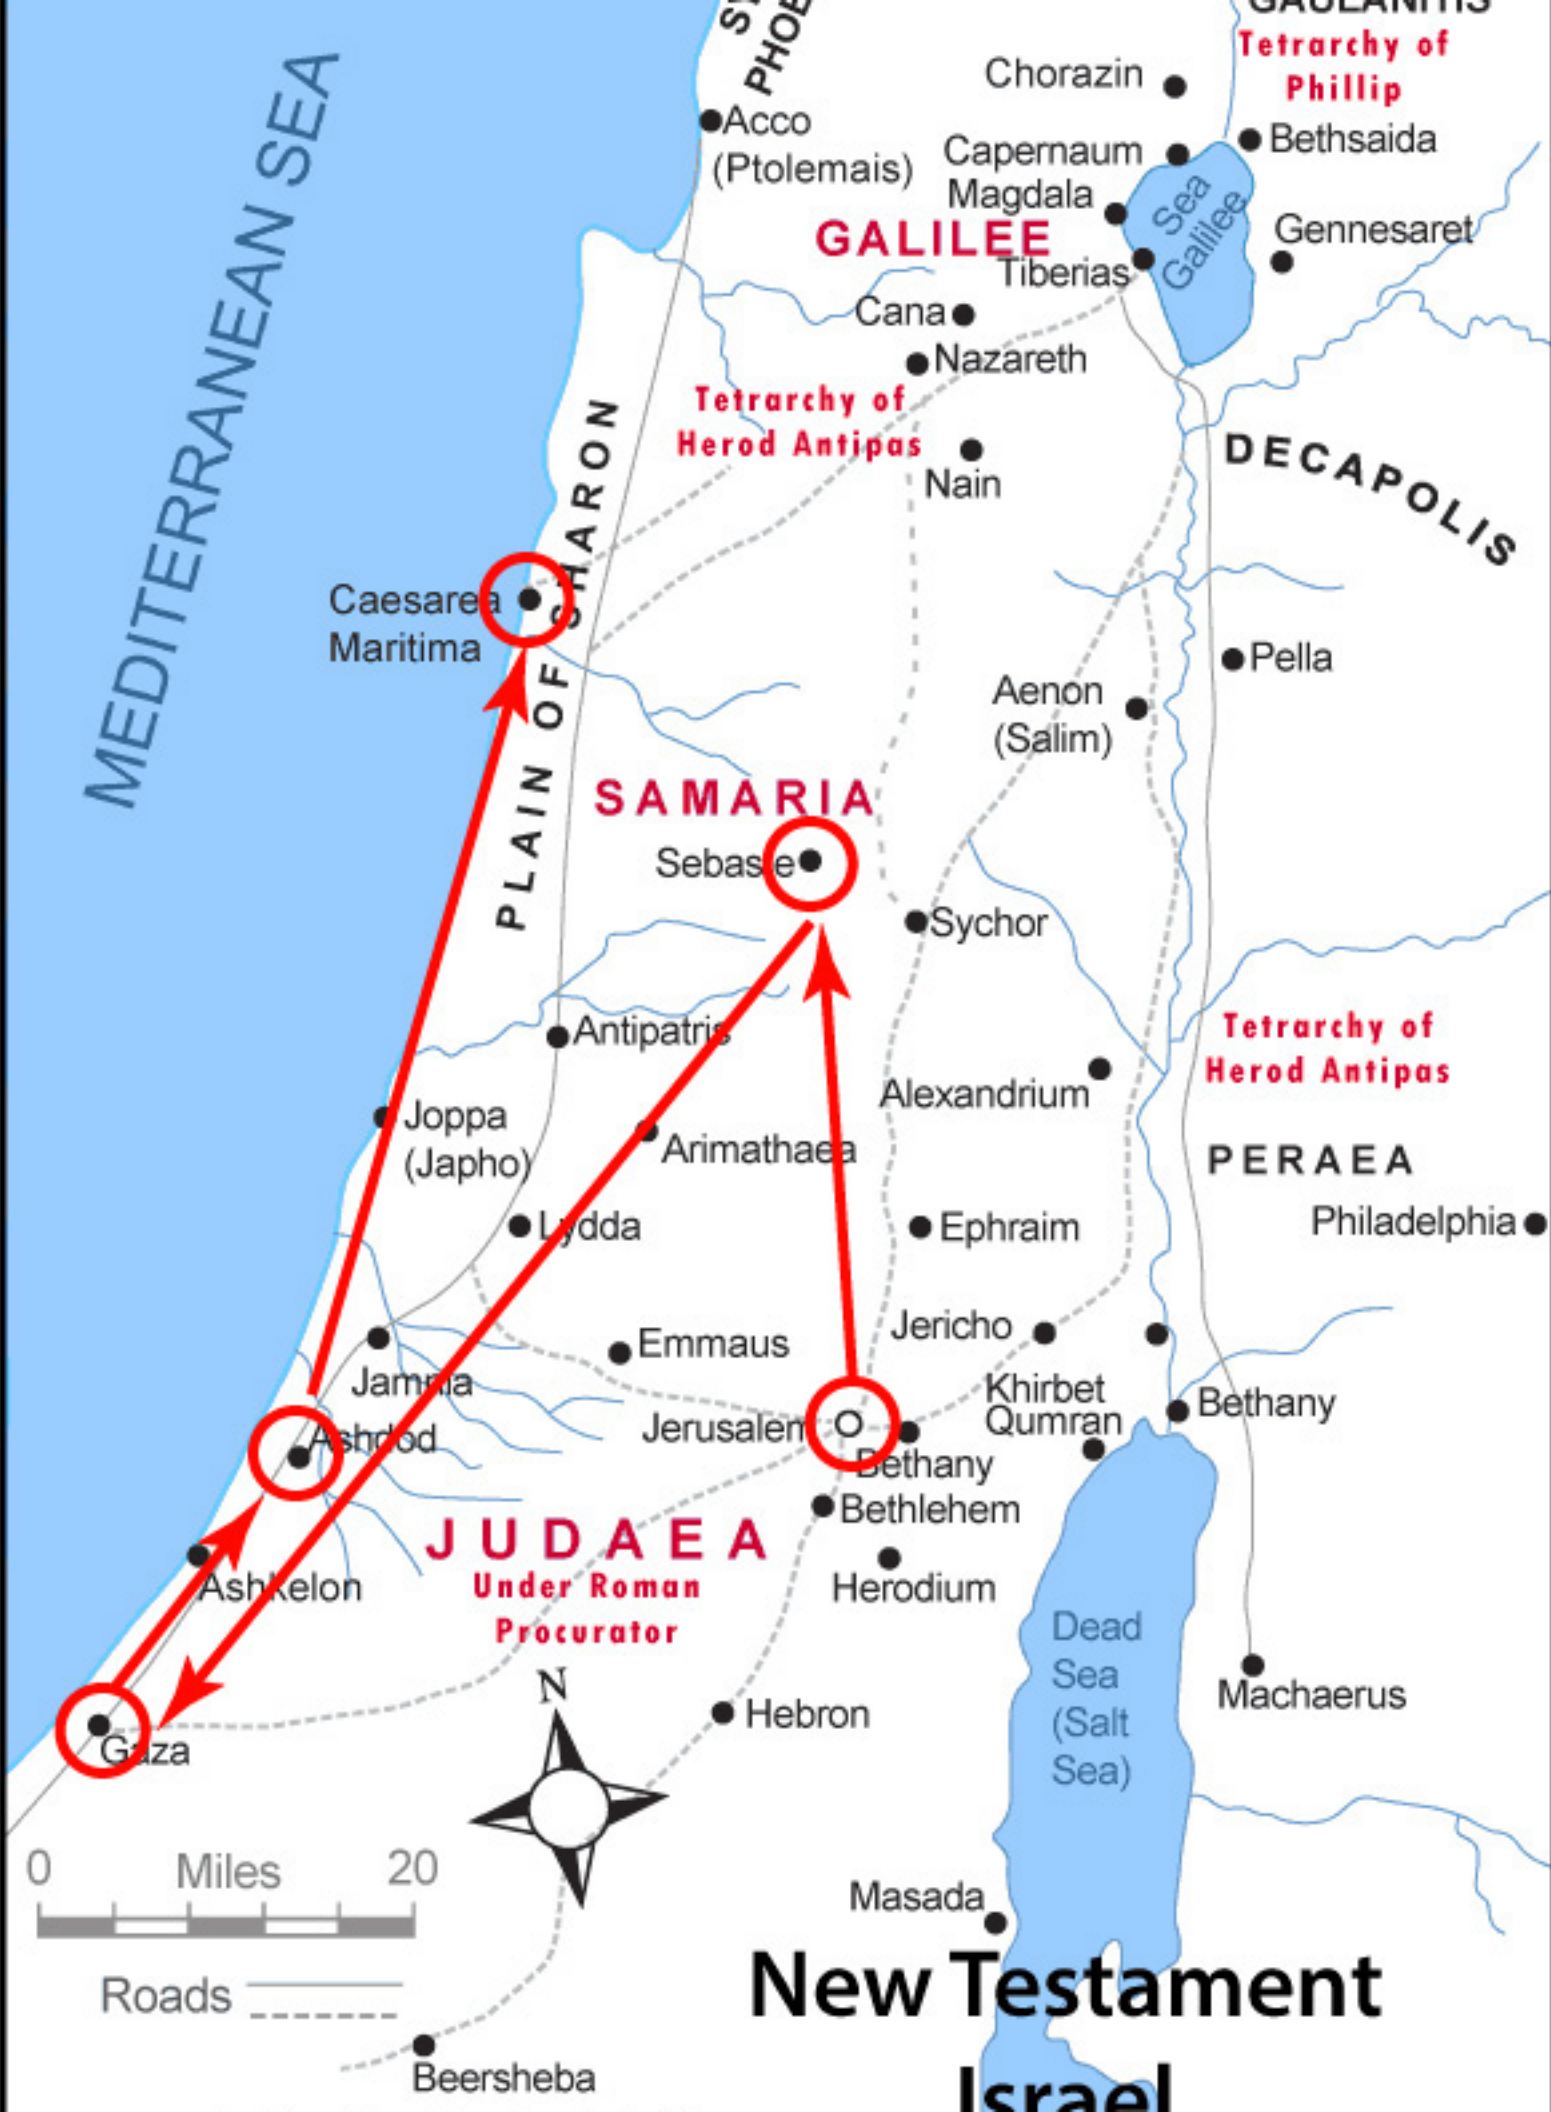 GAULANITIS
Tetrarchy of
Phillip
PHOE
Chorazin
Acco
(Ptolemais)
Capernaum
Bethsaida
Magdala
Sea
Galilee
Gennesaret
GALILEE
Tiberias
Cana
Nazareth
MEDITERRANEAN SEA
Tetrarchy of
Herod Antipas
Nain
DECAPOLIS
PLAIN OF SHARON
Caesarea
Maritima
Pella
Aenon
(Salim)
SAMARIA
Sebaste
Sychor
Antipatris
Tetrarchy of
Herod Antipas
Alexandrium
Joppa
(Japho)
Arimathaea
PERAEA
Lydda
Ephraim
Philadelphia
Jericho
Emmaus
Jamnia
Khirbet
Qumran
Bethany
Jerusalem
Ashdod
Bethany
Bethlehem
JUDAEA
Under Roman
Procurator
Ashkelon
Herodium
Dead
Sea
(Salt
Sea)
N
Machaerus
Hebron
Gaza
0 Miles 20
Masada
Roads
New Testament
Israel
Beersheba